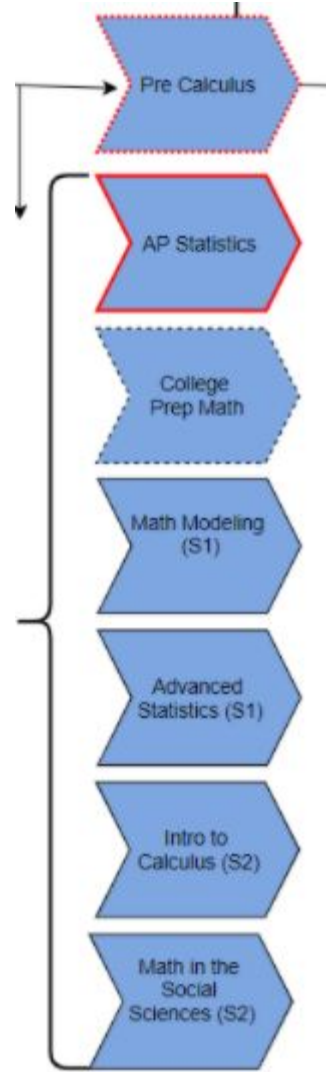 Pre Calculus
AP Statistics
College
Prep Math
Math Modeling
(S1)
Advanced
Statistics (S1)
Intro to
Calculus (S2)
Math in the
Social
Sciences (S2)